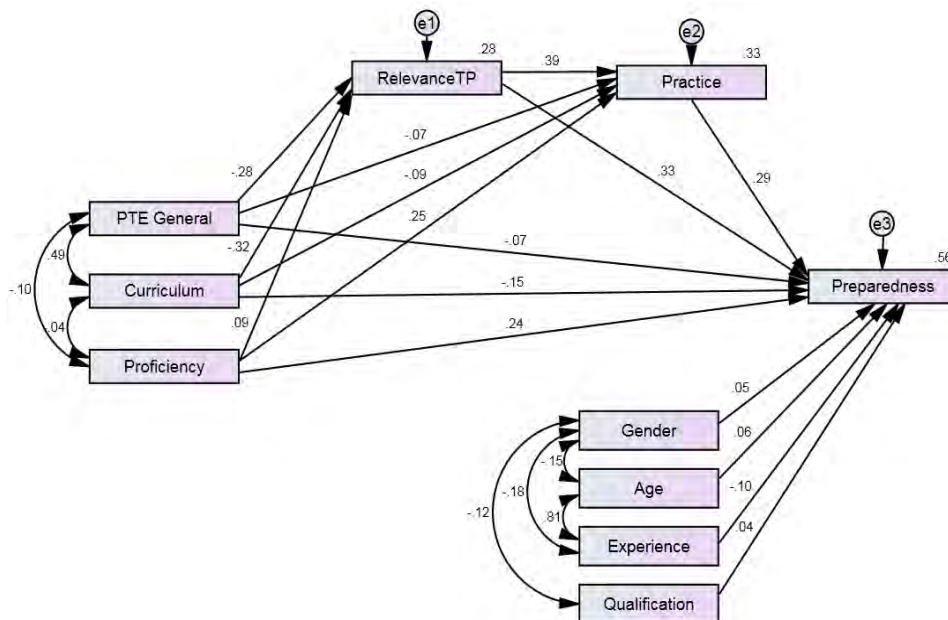 e1
.28
RelevanceTP
.39
e2
.33
Practice
-.28
-.07
-.09
.25
.33
.29
PTE General
-.32
.49
-.10
Curriculum
-.04
.09
Proficiency
-.07
-.15
.24
e3
.56
Preparedness
.05
.06
-.10
.04
Gender
-.15
Age
-.18
-.12
.81
Experience
Qualification